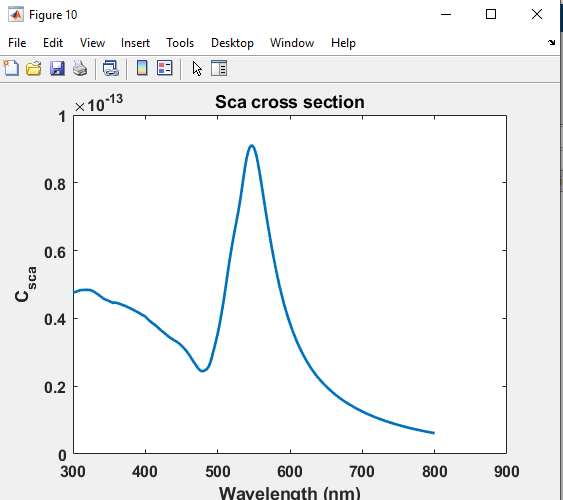 Figure 10
File Edit View Insert Tools Desktop Window Help
×10-13
Sca cross section
1
0.8
0.6
0.4
0.2
0
Csca
300 400 500 600 700 800 900
Wavelength (nm)